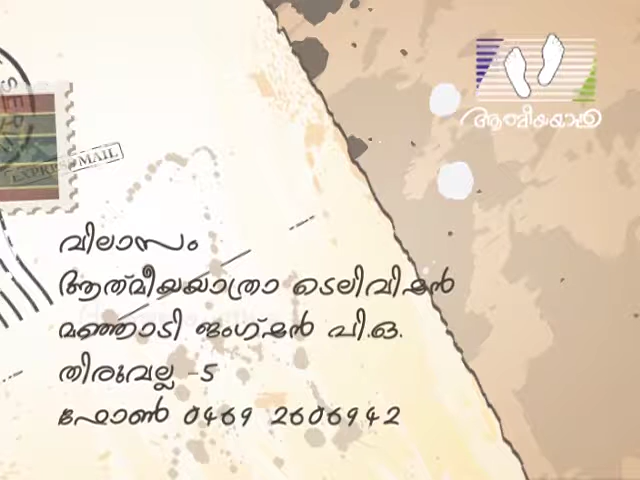 ആത്മീയയാത്ര
EXPRESS MAIL
വിലാസം
ആത്മീയയാത്രാ ടെലിവിഷൻ
മഞ്ഞാടി ജംഗ്ഷൻ പി.ഒ.
തിരുവല്ല -5
ഫോൺ 0469 2606942